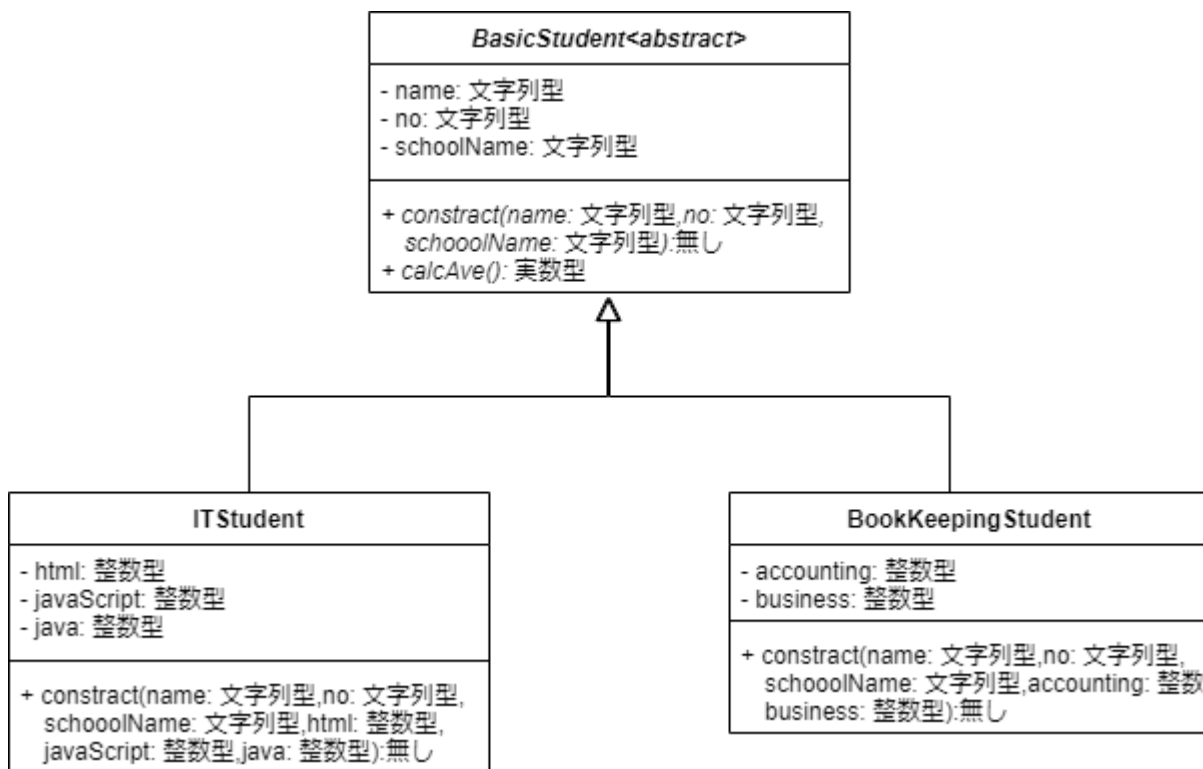 BasicStudent<abstract>
- name: 文字列型
- no: 文字列型
- schoolName: 文字列型
+ constract(name: 文字列型,no: 文字列型,
schooolName: 文字列型):無し
+ calcAve(): 実数型
ITStudent
- html: 整数型
- javaScript: 整数型
- java: 整数型
+ constract(name: 文字列型,no: 文字列型,
schooolName: 文字列型,html: 整数型,
javaScript: 整数型,java: 整数型):無し
BookKeepingStudent
- accounting: 整数型
- business: 整数型
+ constract(name: 文字列型,no: 文字列型,
schooolName: 文字列型,accounting: 整数
business: 整数型):無し